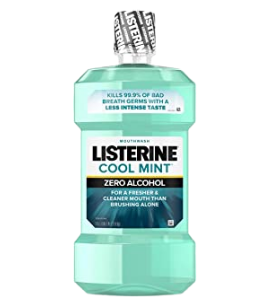 LISTERINE
KILLS 99.9% OF BAD
BREATH GERMS WITH A
LESS INTENSE TASTE
MOUTHWASH
LISTERINE
COOL MINT
ZERO ALCOHOL
FOR A FRESHER &
CLEANER MOUTH THAN
BRUSHING ALONE